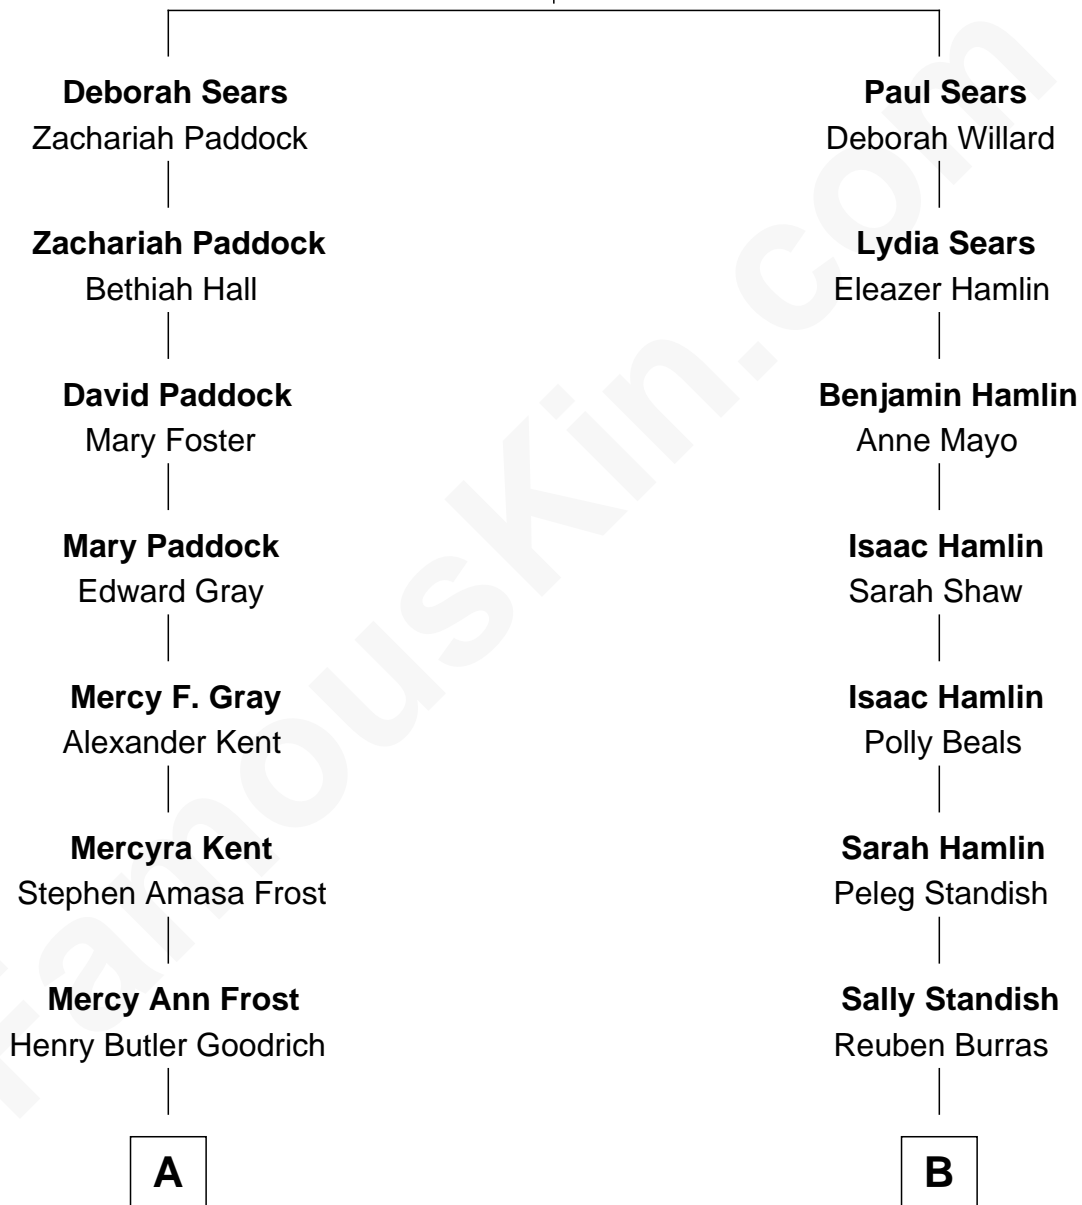 Deborah Sears
Zachariah Paddock
Paul Sears
Deborah Willard
Zachariah Paddock
Bethiah Hall
Lydia Sears
Eleazer Hamlin
David Paddock
Mary Foster
Benjamin Hamlin
Anne Mayo
Mary Paddock
Edward Gray
Isaac Hamlin
Sarah Shaw
Mercy F. Gray
Alexander Kent
Isaac Hamlin
Polly Beals
Mercyra Kent
Stephen Amasa Frost
Sarah Hamlin
Peleg Standish
Mercy Ann Frost
Henry Butler Goodrich
Sally Standish
Reuben Burras
A
B
FamousKin.com